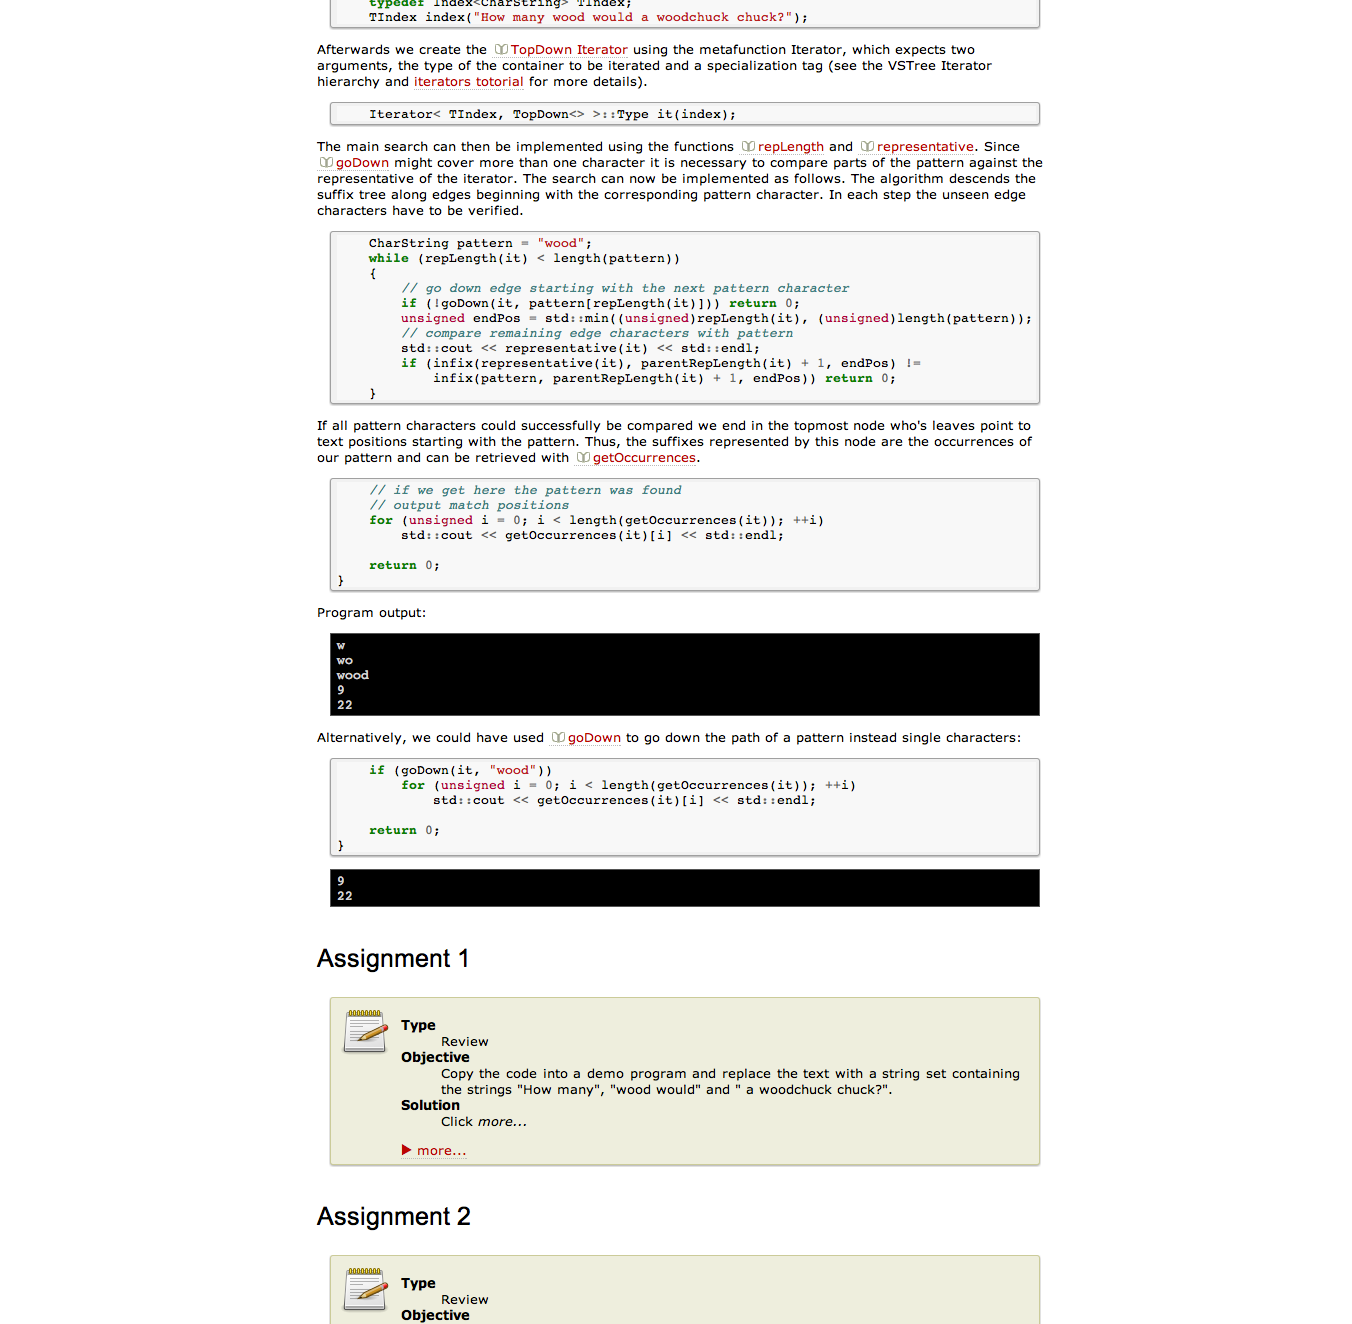 typedef Index<CharString> TIndex;
TIndex index("How many wood would a woodchuck chuck?");
Afterwards we create the TopDown Iterator using the metafunction Iterator, which expects two
arguments, the type of the container to be iterated and a specialization tag (see the VSTree Iterator
hierarchy and iterators totorial for more details).
Iterator< TIndex, TopDown<> >::Type it(index);
The main search can then be implemented using the functions repLength and representative. Since
goDown might cover more than one character it is necessary to compare parts of the pattern against the
representative of the iterator. The search can now be implemented as follows. The algorithm descends the
suffix tree along edges beginning with the corresponding pattern character. In each step the unseen edge
characters have to be verified.
CharString pattern = "wood";
while (repLength(it) < length(pattern))
{
// go down edge starting with the next pattern character
if (!goDown(it, pattern[repLength(it)])) return 0;
unsigned endPos = std::min((unsigned)repLength(it), (unsigned)length(pattern));
// compare remaining edge characters with pattern
std::cout << representative(it) << std::endl;
if (infix(representative(it), parentRepLength(it) + 1, endPos) !=
infix(pattern, parentRepLength(it) + 1, endPos)) return 0;
}
If all pattern characters could successfully be compared we end in the topmost node who's leaves point to
text positions starting with the pattern. Thus, the suffixes represented by this node are the occurrences of
our pattern and can be retrieved with getOccurrences.
// if we get here the pattern was found
// output match positions
for (unsigned i = 0; i < length(getOccurrences(it)); ++i)
std::cout << getOccurrences(it)[i] << std::endl;
return 0;
}
Program output:
w
wo
wood
9
22
Alternatively, we could have used goDown to go down the path of a pattern instead single characters:
if (goDown(it, "wood"))
for (unsigned i = 0; i < length(getOccurrences(it)); ++i)
std::cout << getOccurrences(it)[i] << std::endl;
return 0;
}
9
22
Assignment 1
Type
Review
Objective
Copy the code into a demo program and replace the text with a string set containing
the strings "How many", "wood would" and " a woodchuck chuck?".
Solution
Click more...
more...
Assignment 2
Type
Review
Objective